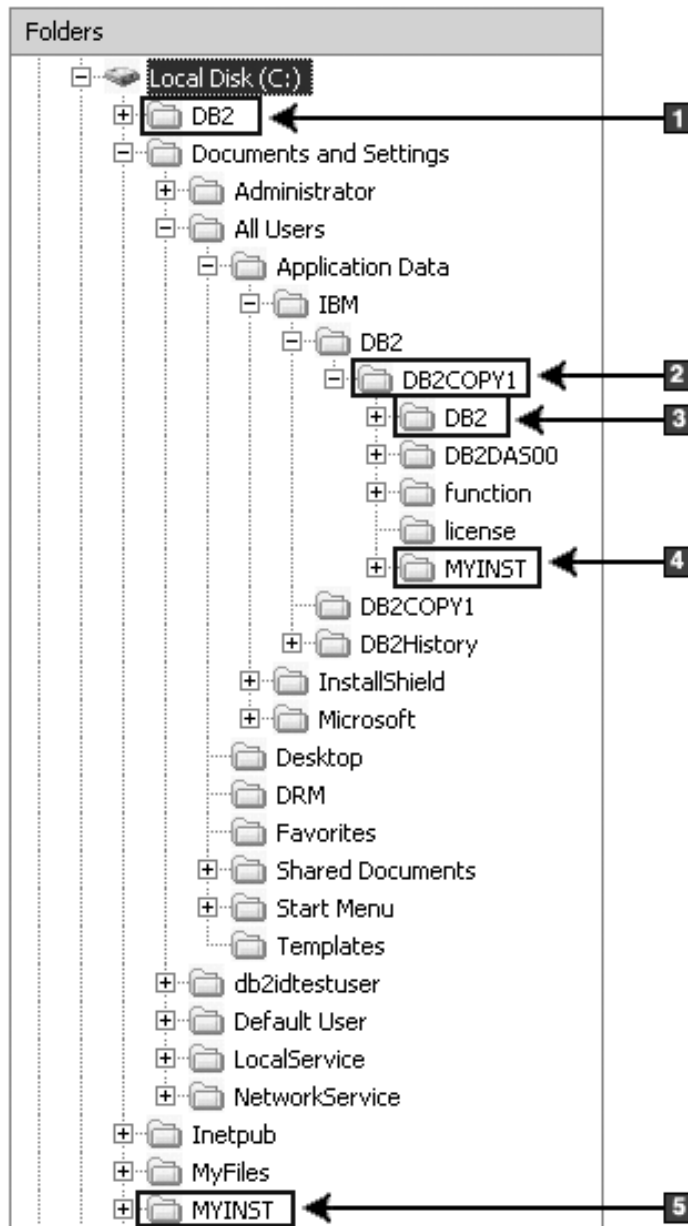 Folders
Local Disk (C:)
DB2 1
Documents and Settings
Administrator
All Users
Application Data
IBM
DB2
DB2COPY1 2
DB2 3
DB2DAS00
function
license
MYINST 4
DB2COPY1
DB2History
InstallShield
Microsoft
Desktop
DRM
Favorites
Shared Documents
Start Menu
Templates
db2idtestuser
Default User
LocalService
NetworkService
Inetpub
MyFiles
MYINST 5